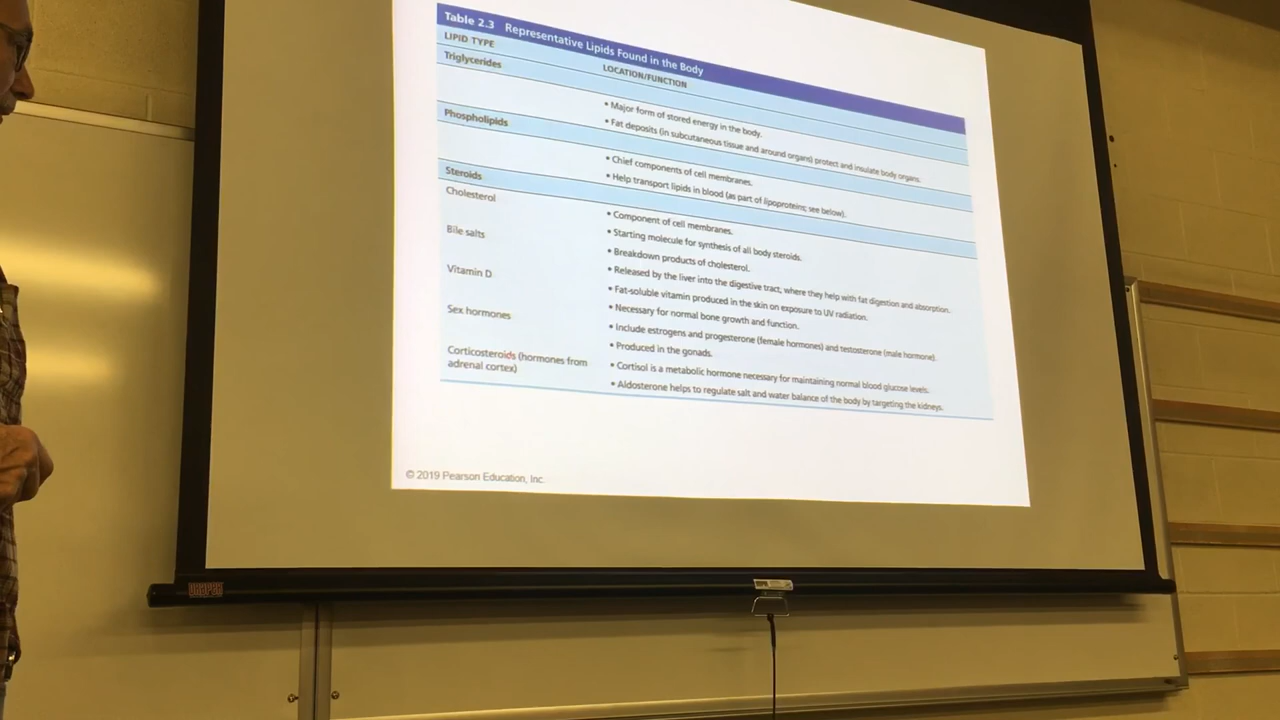 Table 2.3 Representative Lipids Found in the Body
LIPID TYPE
LOCATION/FUNCTION
Triglycerides
• Major form of stored energy in the body.
• Fat deposits (in subcutaneous tissue and around organs) protect and insulate body organs.
Phospholipids
• Chief components of cell membranes.
• Help transport lipids in blood (as part of lipoproteins; see below).
Steroids
Cholesterol
• Component of cell membranes.
• Starting molecule for synthesis of all body steroids.
Bile salts
• Breakdown products of cholesterol.
• Released by the liver into the digestive tract, where they help with fat digestion and absorption.
Vitamin D
• Fat-soluble vitamin produced in the skin on exposure to UV radiation.
• Necessary for normal bone growth and function.
Sex hormones
• Include estrogens and progesterone (female hormones) and testosterone (male hormone).
• Produced in the gonads.
Corticosteroids (hormones from
adrenal cortex)
• Cortisol is a metabolic hormone necessary for maintaining normal blood glucose levels.
• Aldosterone helps to regulate salt and water balance of the body by targeting the kidneys.
© 2019 Pearson Education, Inc.
DRAPER